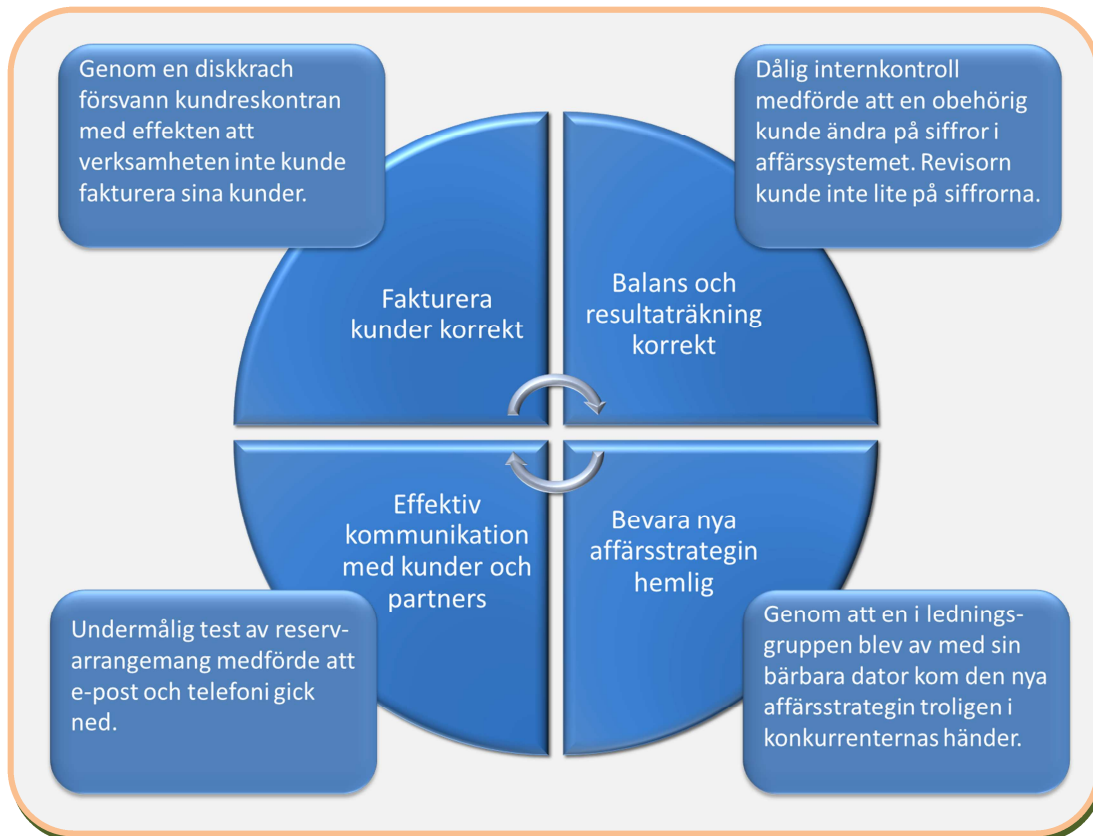 Genom en diskkrach
försvann kundreskontran
med effekten att
verksamheten inte kunde
fakturera sina kunder.
Dålig internkontroll
medförde att en obehörig
kunde ändra på siffror i
affärssystemet. Revisorn
kunde inte lite på siffrorna.
Fakturera
kunder korrekt
Balans och
resultaträkning
korrekt
Effektiv
kommunikation
med kunder och
partners
Bevara nya
affärsstrategin
hemlig
Undermålig test av reserv-
arrangemang medförde att
e-post och telefoni gick
ned.
Genom att en i lednings-
gruppen blev av med sin
bärbara dator kom den nya
affärsstrategin troligen i
konkurrenternas händer.